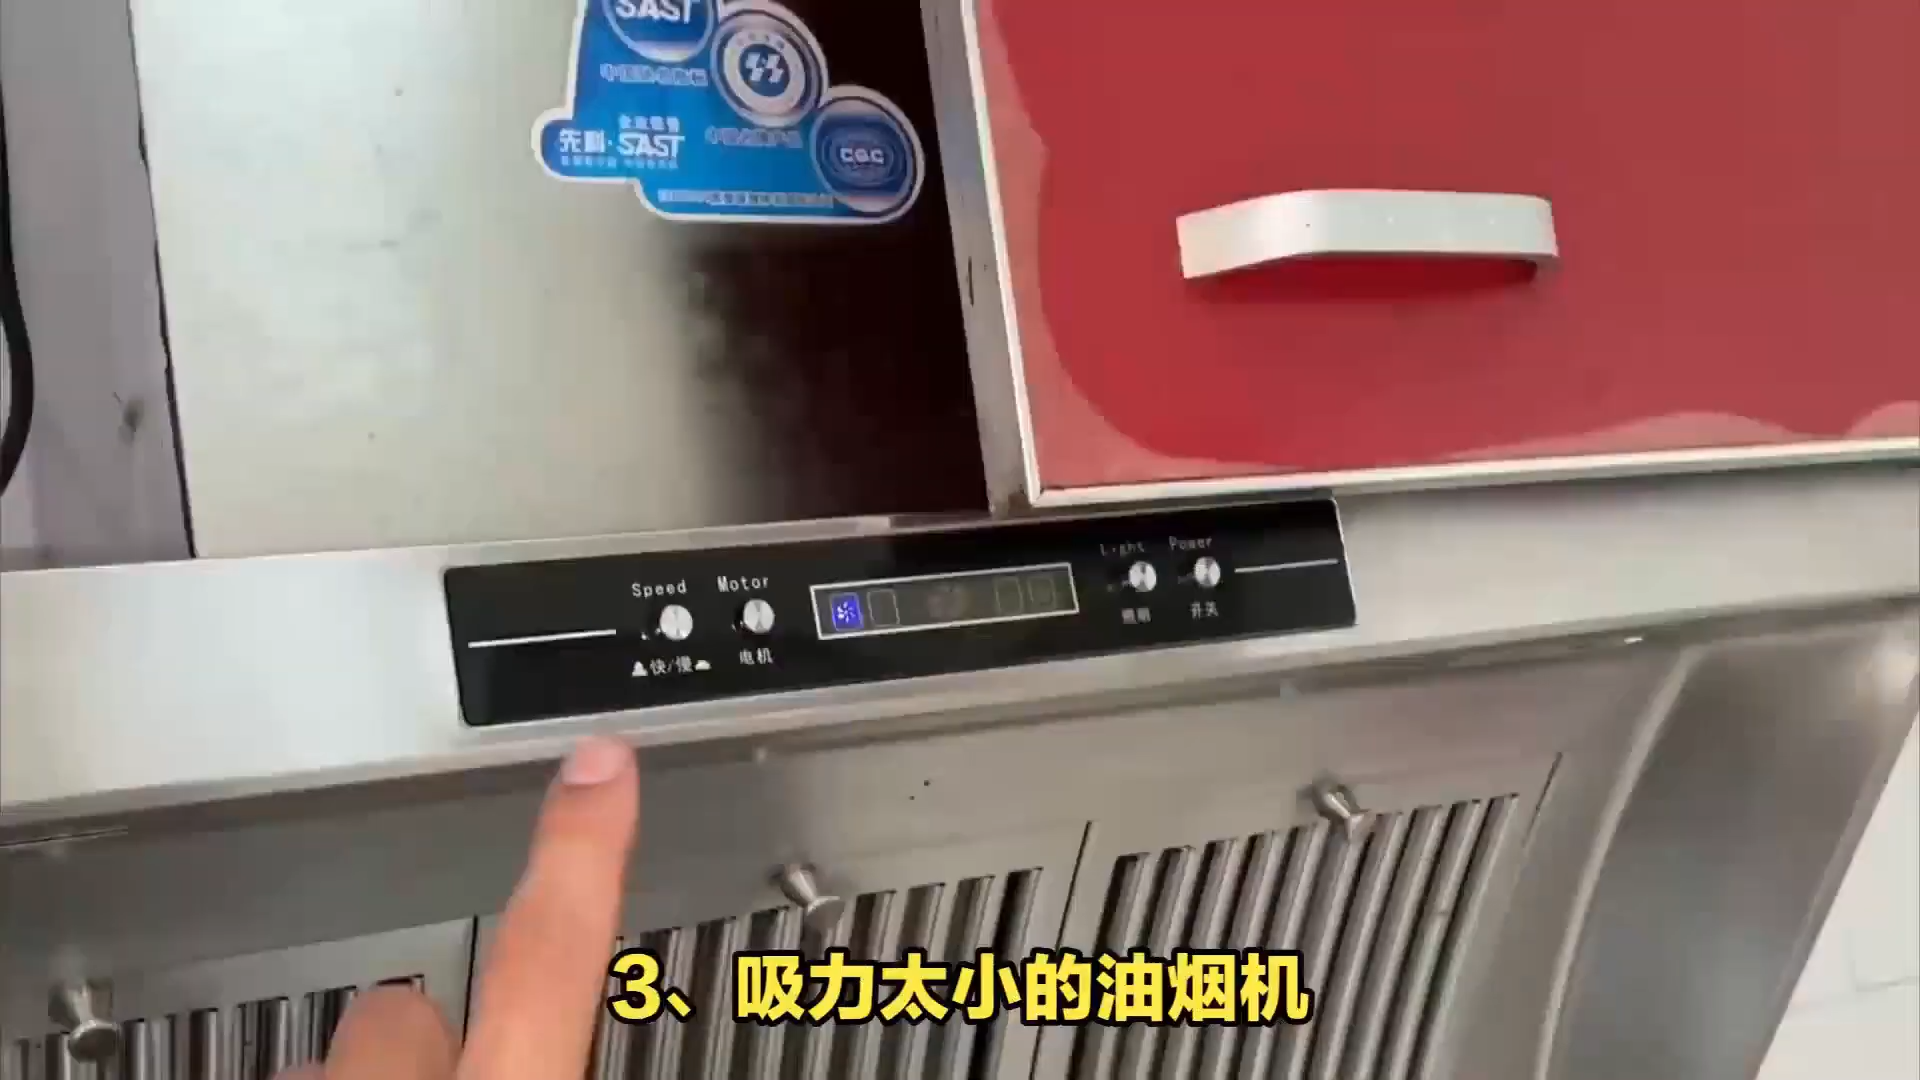 SAST
先科·SAST
CGC
Speed
Motor
Light
Power
快/慢
电机
照明
开关
3、吸力太小的油烟机